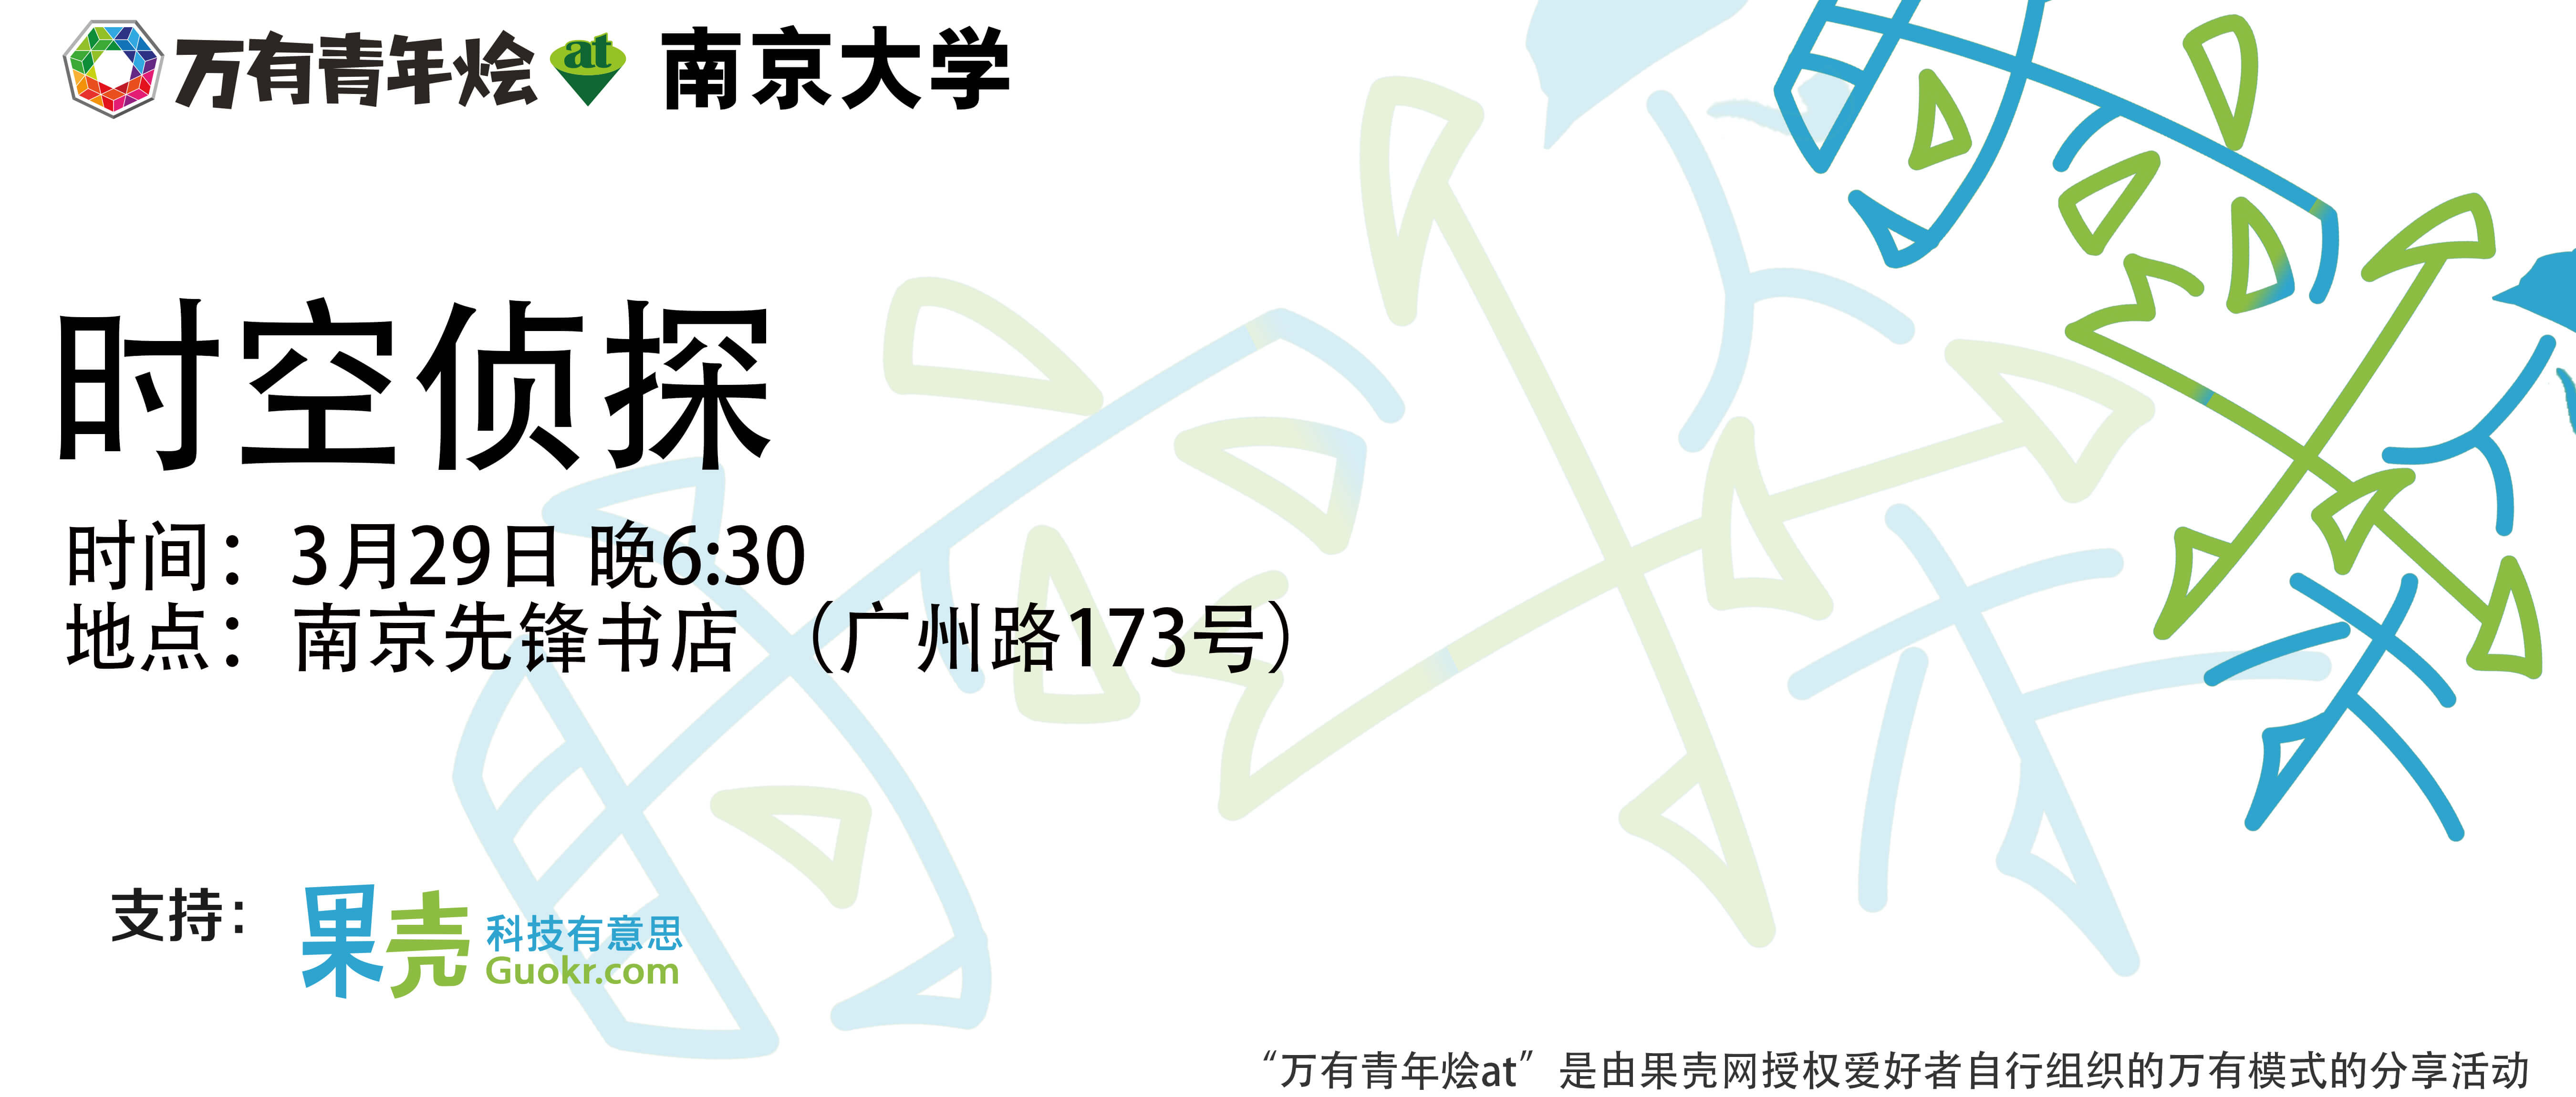 万有青年烩 at 南京大学
时空侦探
时间：3月29日 晚6:30
地点：南京先锋书店 （广州路173号）
支持：
果壳 科技有意思
Guokr.com
“万有青年烩at”是由果壳网授权爱好者自行组织的万有模式的分享活动